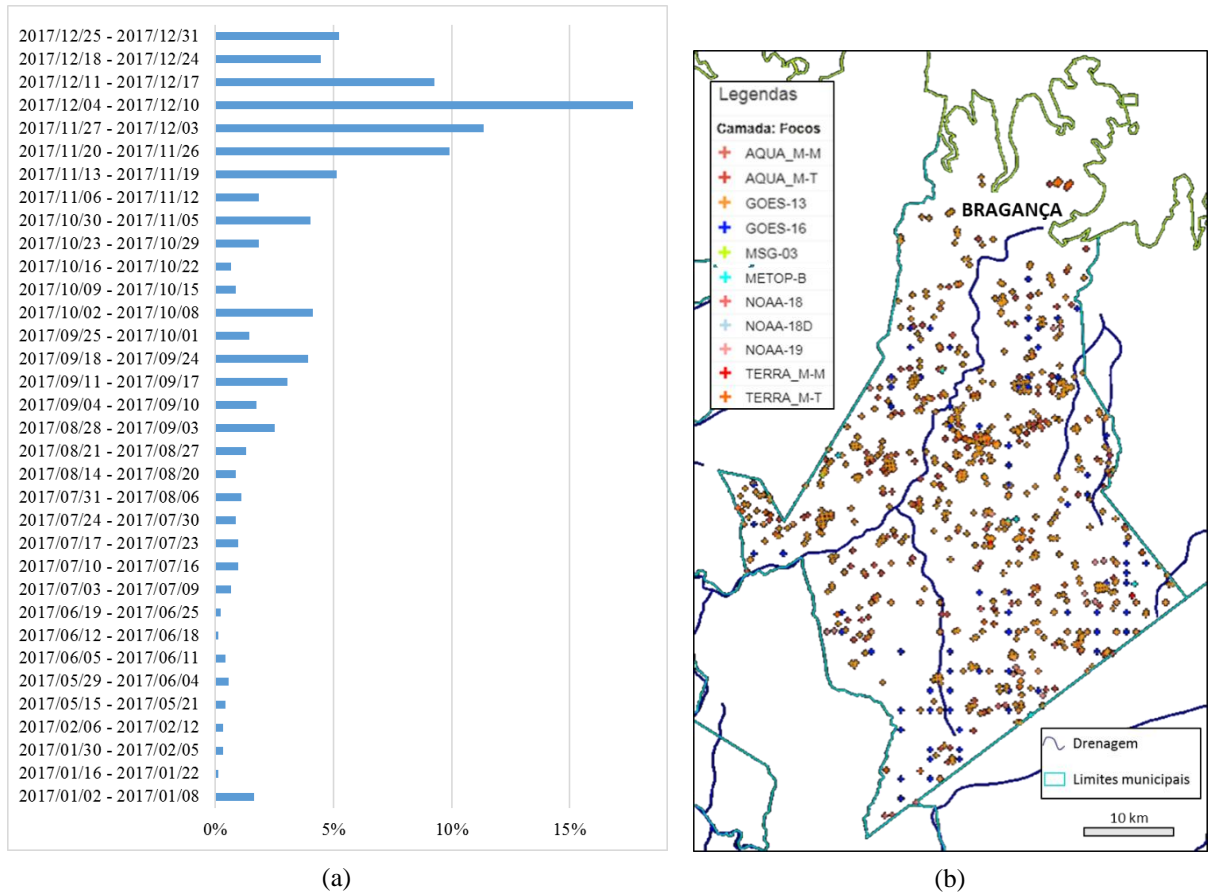 2017/12/25 - 2017/12/31
2017/12/18 - 2017/12/24
2017/12/11 - 2017/12/17
2017/12/04 - 2017/12/10
2017/11/27 - 2017/12/03
2017/11/20 - 2017/11/26
2017/11/13 - 2017/11/19
2017/11/06 - 2017/11/12
2017/10/30 - 2017/11/05
2017/10/23 - 2017/10/29
2017/10/16 - 2017/10/22
2017/10/09 - 2017/10/15
2017/10/02 - 2017/10/08
2017/09/25 - 2017/10/01
2017/09/18 - 2017/09/24
2017/09/11 - 2017/09/17
2017/09/04 - 2017/09/10
2017/08/28 - 2017/09/03
2017/08/21 - 2017/08/27
2017/08/14 - 2017/08/20
2017/07/31 - 2017/08/06
2017/07/24 - 2017/07/30
2017/07/17 - 2017/07/23
2017/07/10 - 2017/07/16
2017/07/03 - 2017/07/09
2017/06/19 - 2017/06/25
2017/06/12 - 2017/06/18
2017/06/05 - 2017/06/11
2017/05/29 - 2017/06/04
2017/05/15 - 2017/05/21
2017/02/06 - 2017/02/12
2017/01/30 - 2017/02/05
2017/01/16 - 2017/01/22
2017/01/02 - 2017/01/08
0% 5% 10% 15%
(a)
Legendas
Camada: Focos
AQUA_M-M
AQUA_M-T
GOES-13
GOES-16
MSG-03
METOP-B
NOAA-18
NOAA-18D
NOAA-19
TERRA_M-M
TERRA_M-T
BRAGANÇA
Drenagem
Limites municipais
10 km
(b)